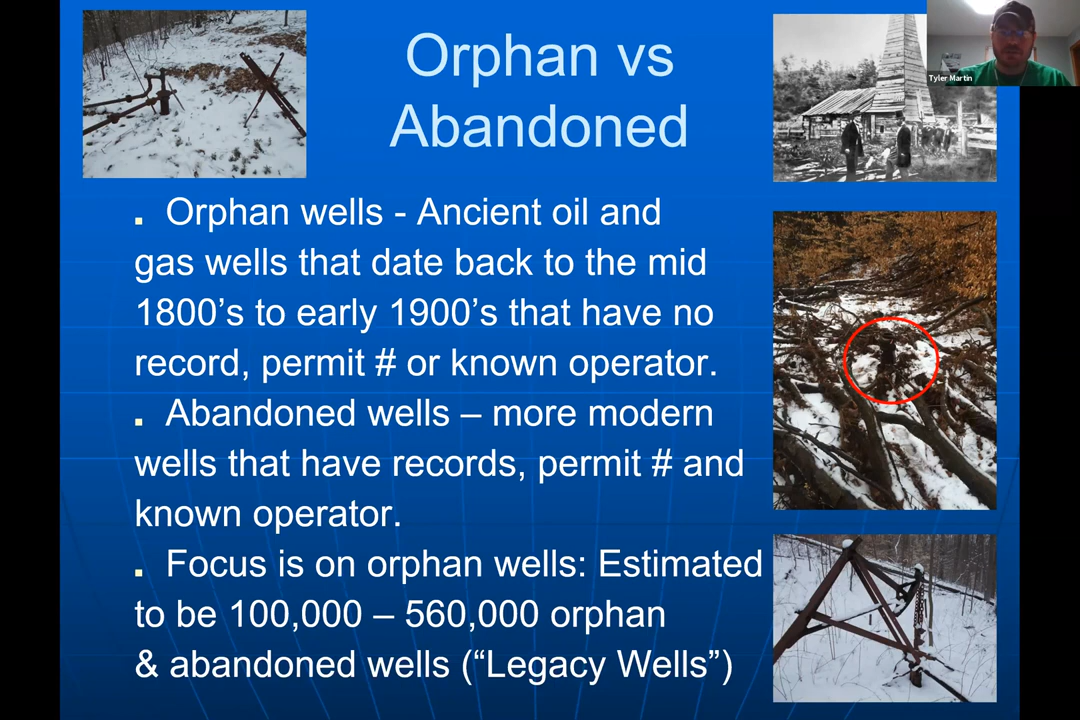 Orphan vs
Abandoned
Tyler Martin
. Orphan wells - Ancient oil and
gas wells that date back to the mid
1800’s to early 1900’s that have no
record, permit # or known operator.
. Abandoned wells – more modern
wells that have records, permit # and
known operator.
. Focus is on orphan wells: Estimated
to be 100,000 – 560,000 orphan
& abandoned wells (“Legacy Wells”)